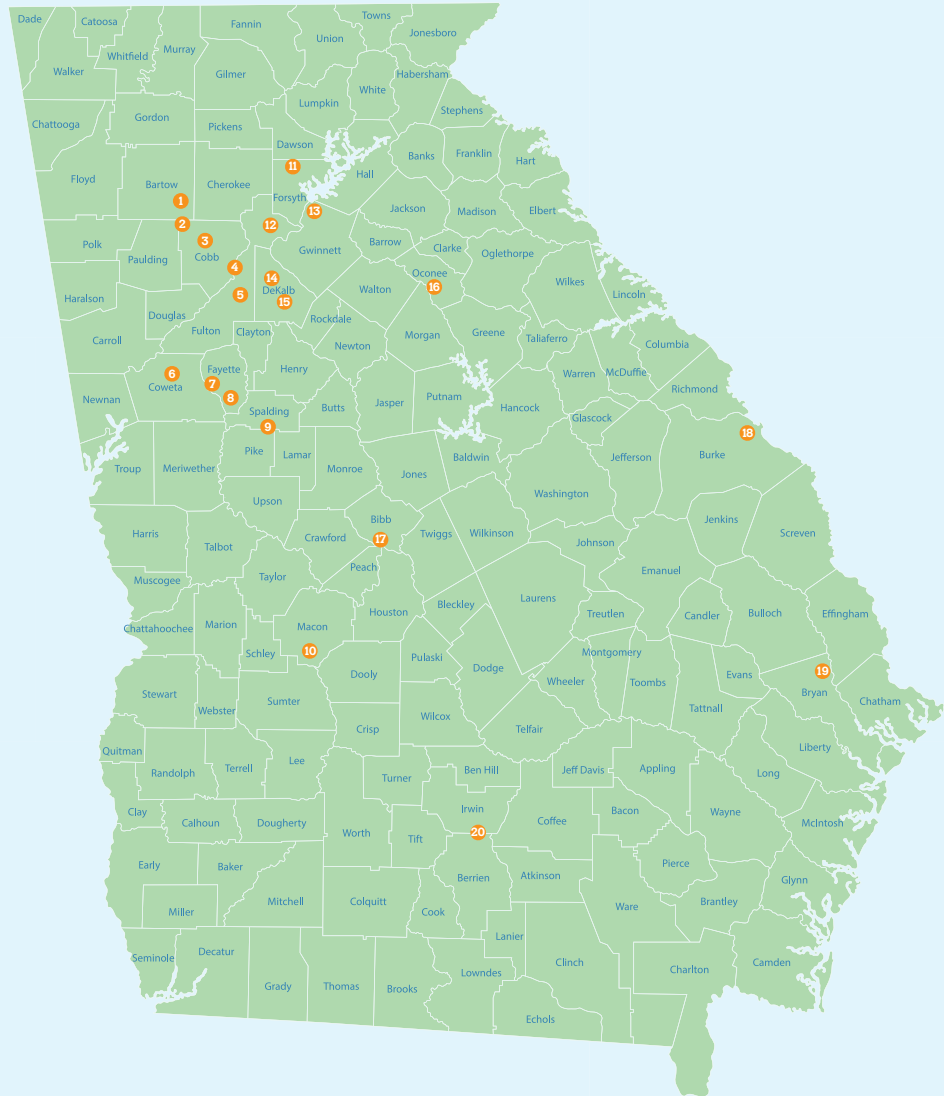 Dade
Catoosa
Fannin
Towns
Union
Jonesboro
Whitfield
Murray
Walker
Gilmer
Habersham
White
Lumpkin
Stephens
Chattooga
Gordon
Pickens
Dawson
Banks
Franklin
Hart
11
Floyd
Bartow
Cherokee
Hall
1
Forsyth
Jackson
Madison
Elbert
13
2
12
3
Polk
Cobb
Gwinnett
Barrow
Clarke
Oglethorpe
Paulding
4
Oconee
14
Wilkes
16
5
DeKalb
15
Walton
Lincoln
Haralson
Douglas
Rockdale
Fulton
Clayton
Morgan
Greene
Taliaferro
Carroll
Newton
Columbia
6
Fayette
Henry
Warren
McDuffie
7
Coweta
8
Richmond
Newnan
Putnam
Jasper
Spalding
Butts
Hancock
Glascock
9
18
Pike
Lamar
Burke
Baldwin
Jefferson
Troup
Meriwether
Monroe
Jones
Washington
Upson
Bibb
Jenkins
Harris
Crawford
17
Twiggs
Wilkinson
Screven
Talbot
Johnson
Peach
Emanuel
Muscogee
Taylor
Laurens
Bleckley
Houston
Treutlen
Candler
Bulloch
Effingham
Chattahoochee
Marion
Macon
Schley
10
Pulaski
Montgomery
Dodge
Dooly
Wheeler
Toombs
Evans
19
Bryan
Stewart
Sumter
Chatham
Webster
Wilcox
Tattnall
Crisp
Telfair
Quitman
Liberty
Randolph
Terrell
Lee
Turner
Ben Hill
Jeff Davis
Appling
Long
Clay
Calhoun
Dougherty
Irwin
Bacon
Wayne
McIntosh
Worth
Tift
20
Coffee
Early
Baker
Berrien
Atkinson
Pierce
Glynn
Miller
Mitchell
Colquitt
Cook
Ware
Brantley
Lanier
Seminole
Decatur
Clinch
Camden
Lowndes
Charlton
Grady
Thomas
Brooks
Echols